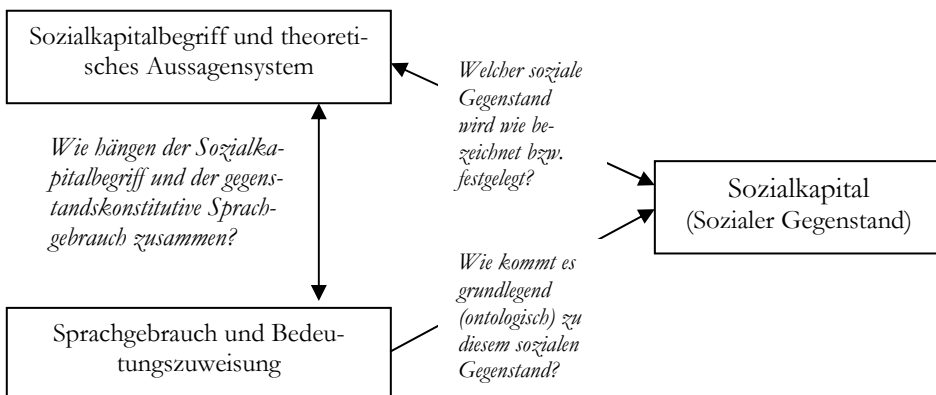 Sozialkapitalbegriff und theoreti-
sches Aussagensystem
Welcher soziale
Gegenstand
wird wie be-
zeichnet bzw.
festgelegt?
Wie hängen der Sozialka-
pitalbegriff und der gegens-
tandskonstitutive Sprach-
gebrauch zusammen?
Sozialkapital
(Sozialer Gegenstand)
Wie kommt es
grundlegend
(ontologisch) zu
diesem sozialen
Gegenstand?
Sprachgebrauch und Bedeu-
tungszuweisung